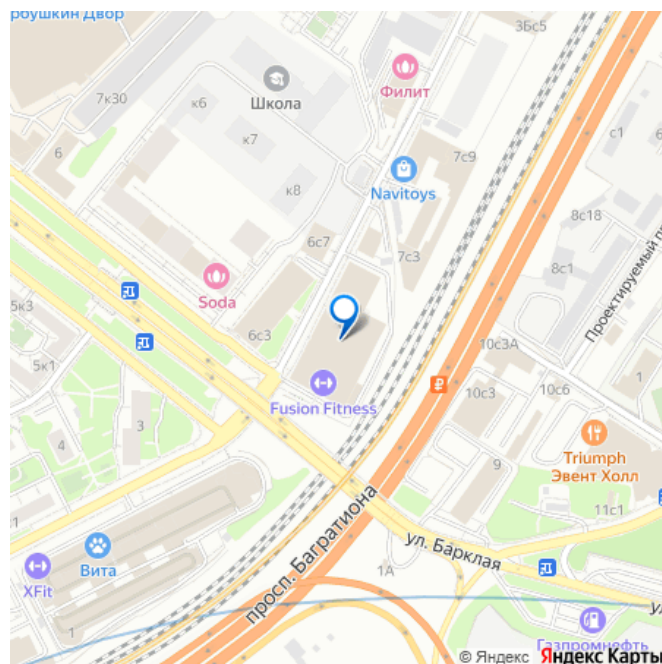 рбушкин Двор
3Бс5
Школа
Филит
7к30
к6
к7
с1
6
7с9
к8
Navitoys
8с18
6с7
7с3
8с1
Soda
5к3
6с3
Проектируемый п
10с3А
5к1
1
10с3
10с6
Fusion Fitness
3
4
Triumph
Эвент Холл
9
11с1
просп. Багратиона
ул. Барклая
Вита
1А
XFit
1
Газпромнефть
© Яндекс Яндекс Карты